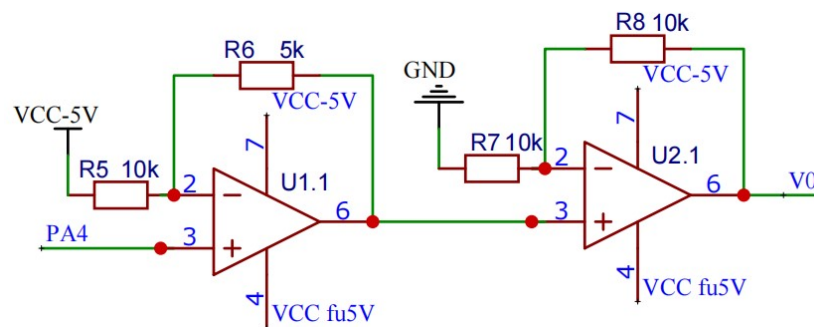 R6 5k
VCC-5V
VCC-5V
R5 10k
2
3
7
4
6
U1.1
PA4
VCC fu5V
GND
R8 10k
VCC-5V
R7 10k
2
3
7
4
6
U2.1
V0
VCC fu5V